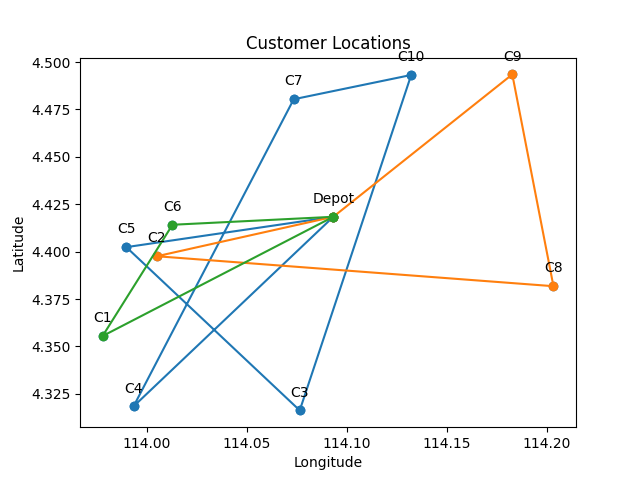 Customer Locations
C10
C9
4.500
C7
4.475
4.450
Depot
4.425
C6
C5
C2
4.400
Latitude
C8
4.375
4.350
C1
4.325
C4
C3
114.00
114.05
114.10
114.15
114.20
Longitude